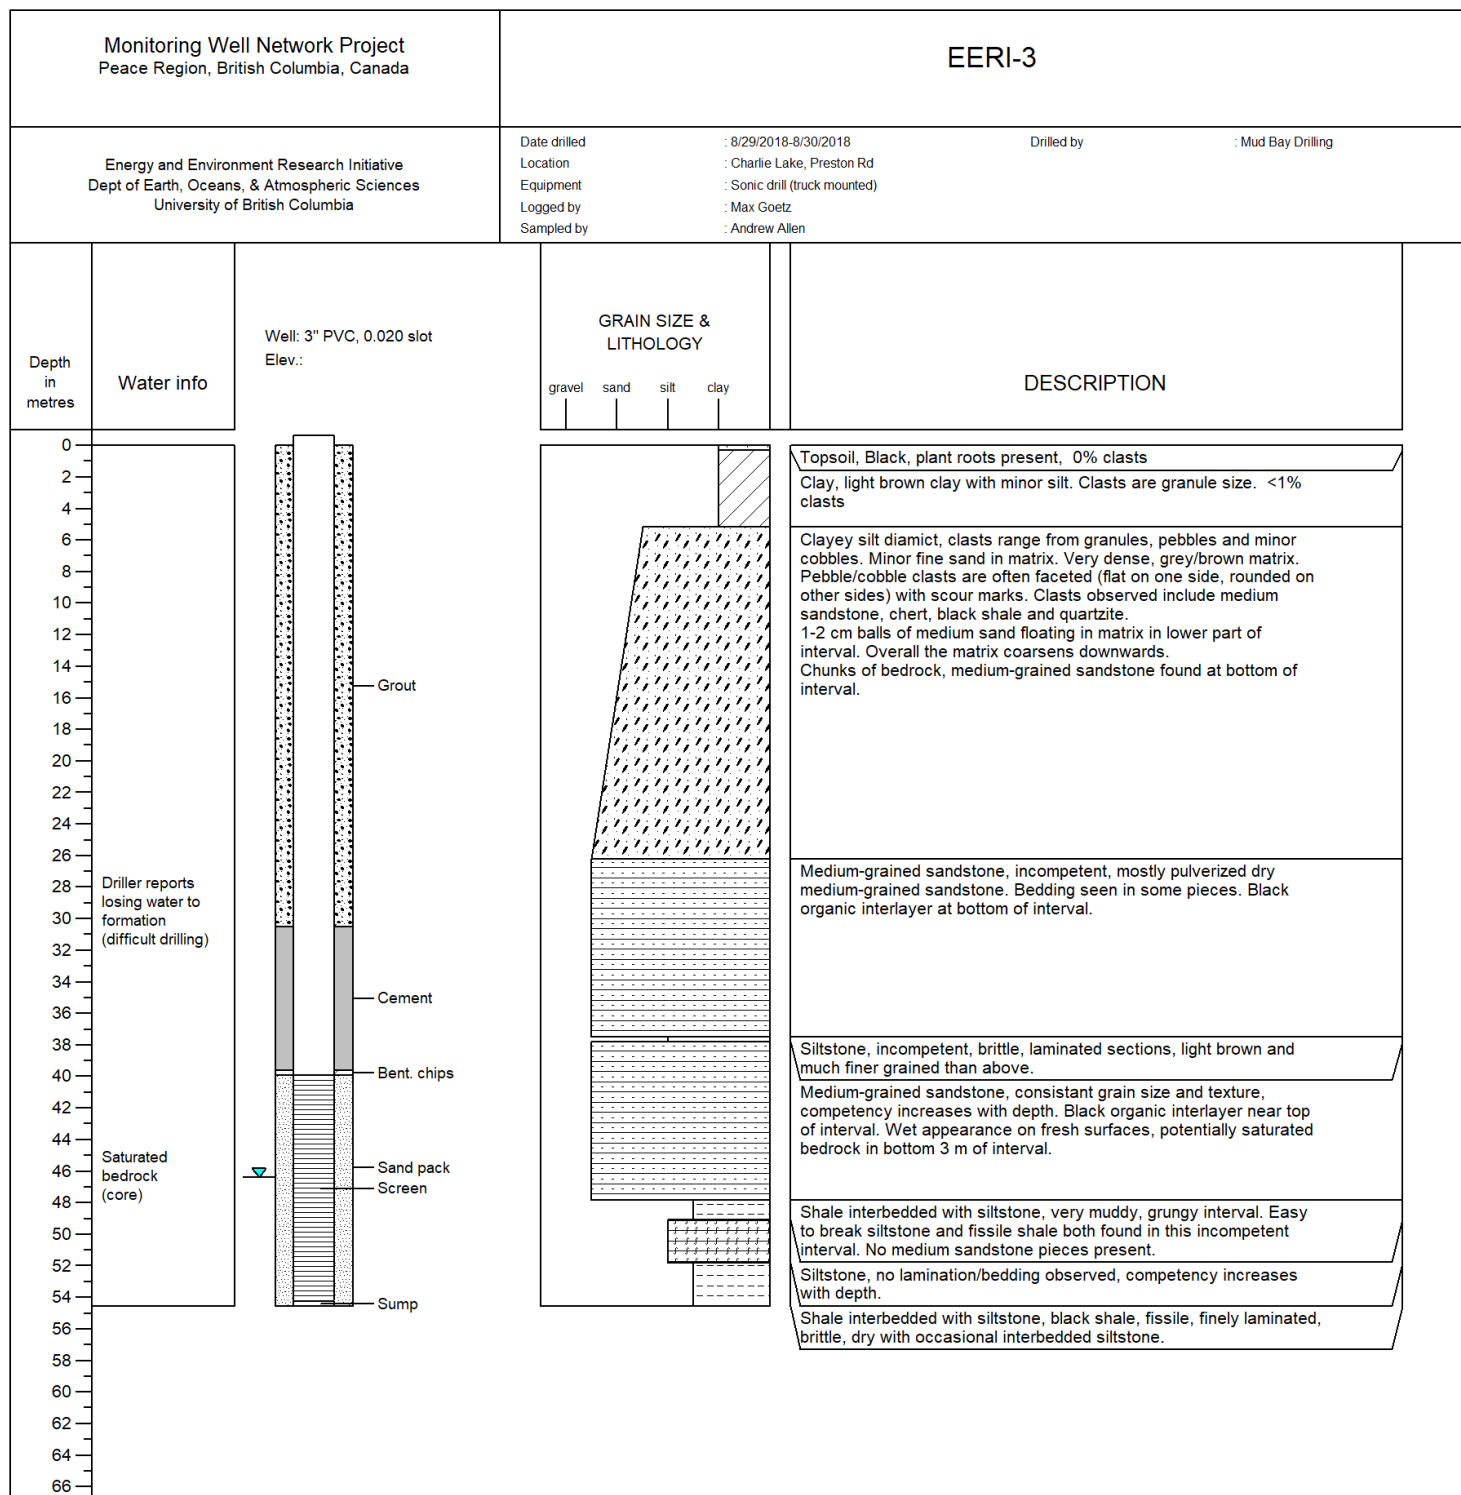 Monitoring Well Network Project
Peace Region, British Columbia, Canada
EERI-3
Energy and Environment Research Initiative
Dept of Earth, Oceans, & Atmospheric Sciences
University of British Columbia
Date drilled : 8/29/2018-8/30/2018 Drilled by : Mud Bay Drilling
Location : Charlie Lake, Preston Rd
Equipment : Sonic drill (truck mounted)
Logged by : Max Goetz
Sampled by : Andrew Allen
Depth
in
metres
Water info
Well: 3" PVC, 0.020 slot
Elev.:
GRAIN SIZE &
LITHOLOGY
gravel sand silt clay
DESCRIPTION
0
2
4
6
8
10
12
14
16
18
20
22
24
26
28
30
32
34
36
38
40
42
44
46
48
50
52
54
56
58
60
62
64
66
Driller reports
losing water to
formation
(difficult drilling)
Saturated
bedrock
(core)
Grout
Cement
Bent. chips
Sand pack
Screen
Sump
Topsoil, Black, plant roots present, 0% clasts
Clay, light brown clay with minor silt. Clasts are granule size. <1%
clasts
Clayey silt diamict, clasts range from granules, pebbles and minor
cobbles. Minor fine sand in matrix. Very dense, grey/brown matrix.
Pebble/cobble clasts are often faceted (flat on one side, rounded on
other sides) with scour marks. Clasts observed include medium
sandstone, chert, black shale and quartzite.
1-2 cm balls of medium sand floating in matrix in lower part of
interval. Overall the matrix coarsens downwards.
Chunks of bedrock, medium-grained sandstone found at bottom of
interval.
Medium-grained sandstone, incompetent, mostly pulverized dry
medium-grained sandstone. Bedding seen in some pieces. Black
organic interlayer at bottom of interval.
Siltstone, incompetent, brittle, laminated sections, light brown and
much finer grained than above.
Medium-grained sandstone, consistant grain size and texture,
competency increases with depth. Black organic interlayer near top
of interval. Wet appearance on fresh surfaces, potentially saturated
bedrock in bottom 3 m of interval.
Shale interbedded with siltstone, very muddy, grungy interval. Easy
to break siltstone and fissile shale both found in this incompetent
interval. No medium sandstone pieces present.
Siltstone, no lamination/bedding observed, competency increases
with depth.
Shale interbedded with siltstone, black shale, fissile, finely laminated,
brittle, dry with occasional interbedded siltstone.